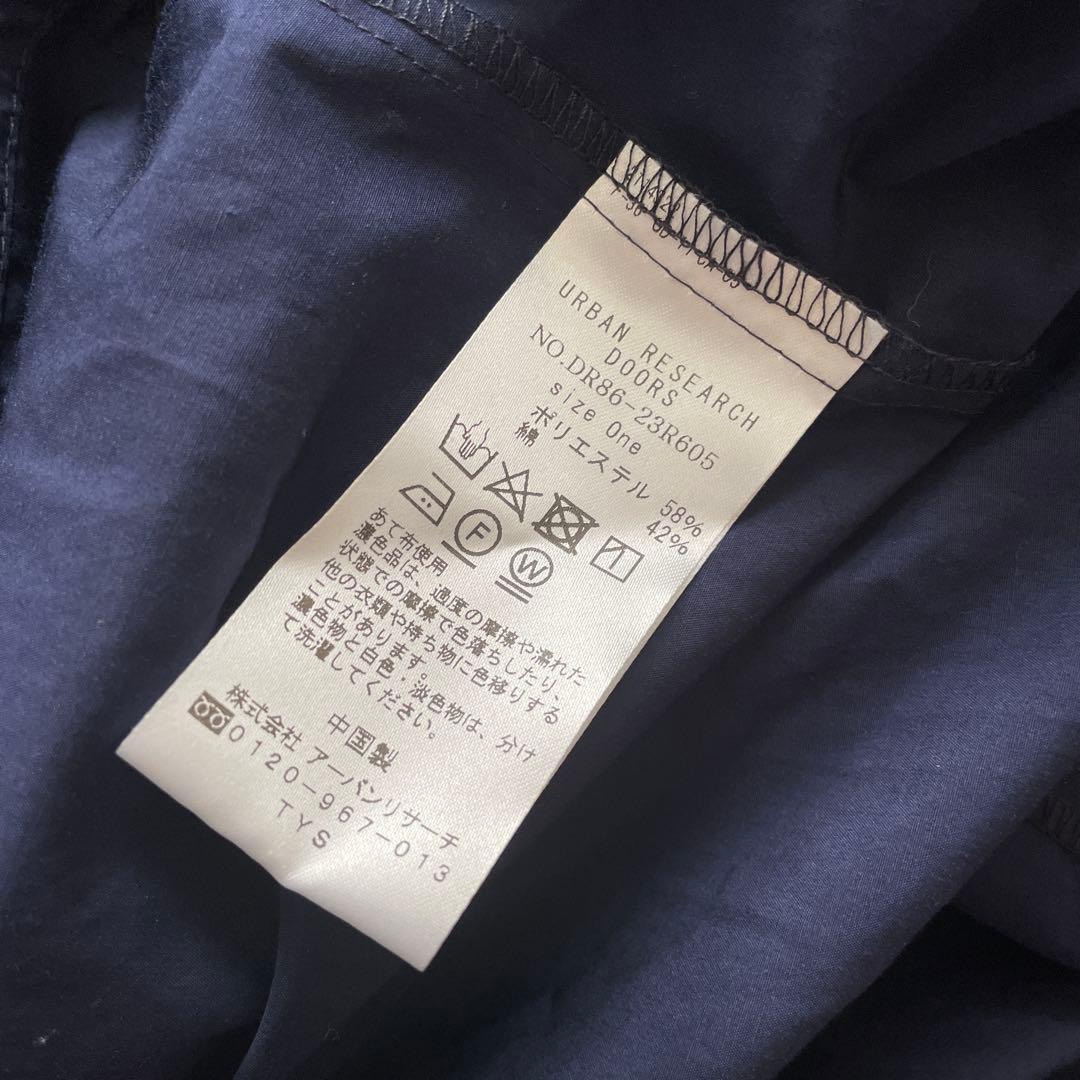 URBAN RESEARCH
DOORS
NO.DR86-23R605
size One
ポリエステル 58%
綿 42%
F
W
あて布使用
濃色品は、適度の摩擦や濡れた
状態での摩擦で色落ちしたり、
他の衣類や持ち物に色移りする
ことがあります。
濃色物と白色・淡色物は、分け
て洗濯してください。
中国製
株式会社 アーバンリサーチ
0120-967-013
TYS